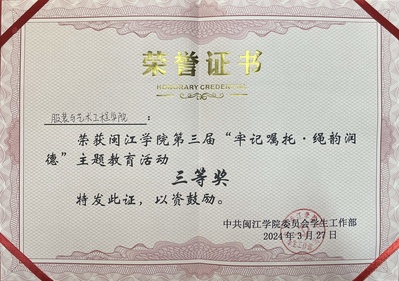 荣誉证书
HONORARY CREDENTIAL
服装与艺术工程学院：
荣获闽江学院第三届“牢记嘱托·绳韵润
德”主题教育活动
三等奖
特发此证，以资鼓励。
中共闽江学院委员会学生工作部
2024年3月27日